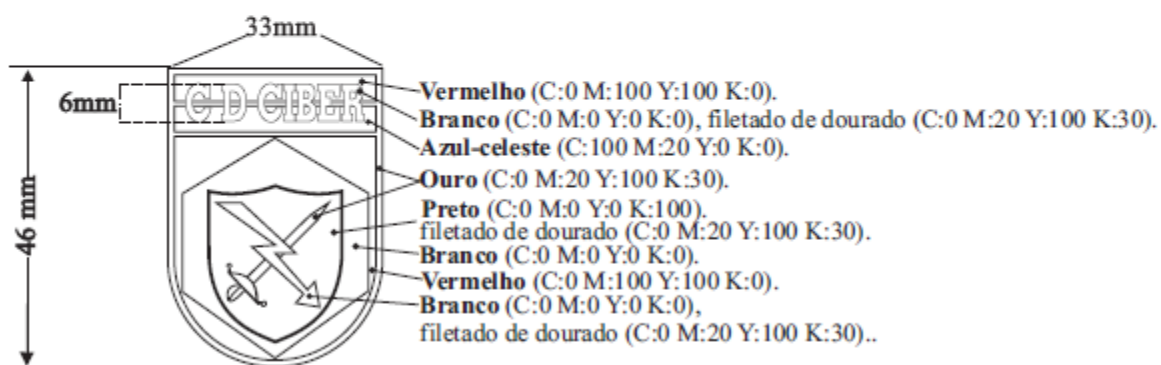 33mm
6mm
46 mm
C D CIBER
Vermelho (C:0 M:100 Y:100 K:0).
Branco (C:0 M:0 Y:0 K:0), filetado de dourado (C:0 M:20 Y:100 K:30).
Azul-celeste (C:100 M:20 Y:0 K:0).
Ouro (C:0 M:20 Y:100 K:30).
Preto (C:0 M:0 Y:0 K:100).
filetado de dourado (C:0 M:20 Y:100 K:30).
Branco (C:0 M:0 Y:0 K:0).
Vermelho (C:0 M:100 Y:100 K:0).
Branco (C:0 M:0 Y:0 K:0),
filetado de dourado (C:0 M:20 Y:100 K:30)..